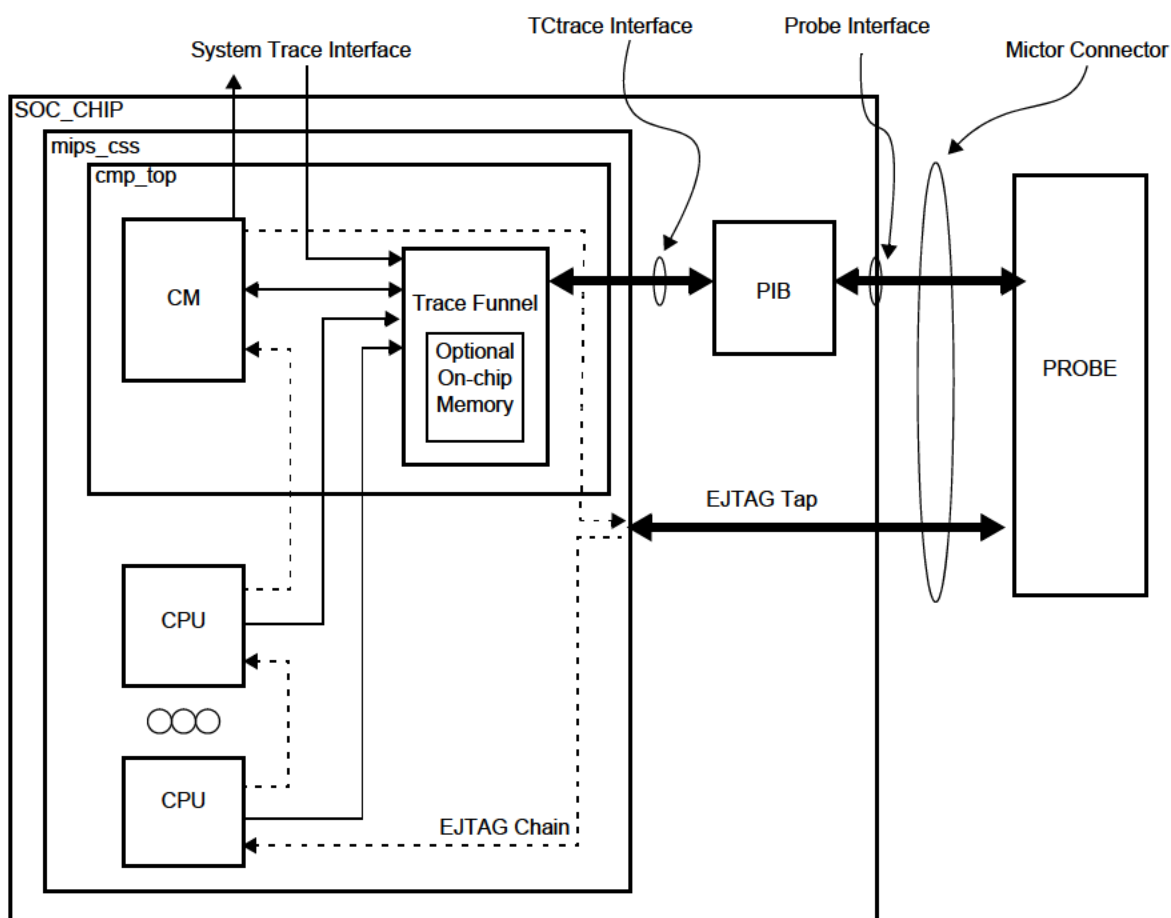 TCtrace Interface
Probe Interface
Mictor Connector
System Trace Interface
SOC_CHIP
mips_css
cmp_top
CM
Trace Funnel
Optional
On-chip
Memory
PIB
PROBE
EJTAG Tap
CPU
CPU
EJTAG Chain